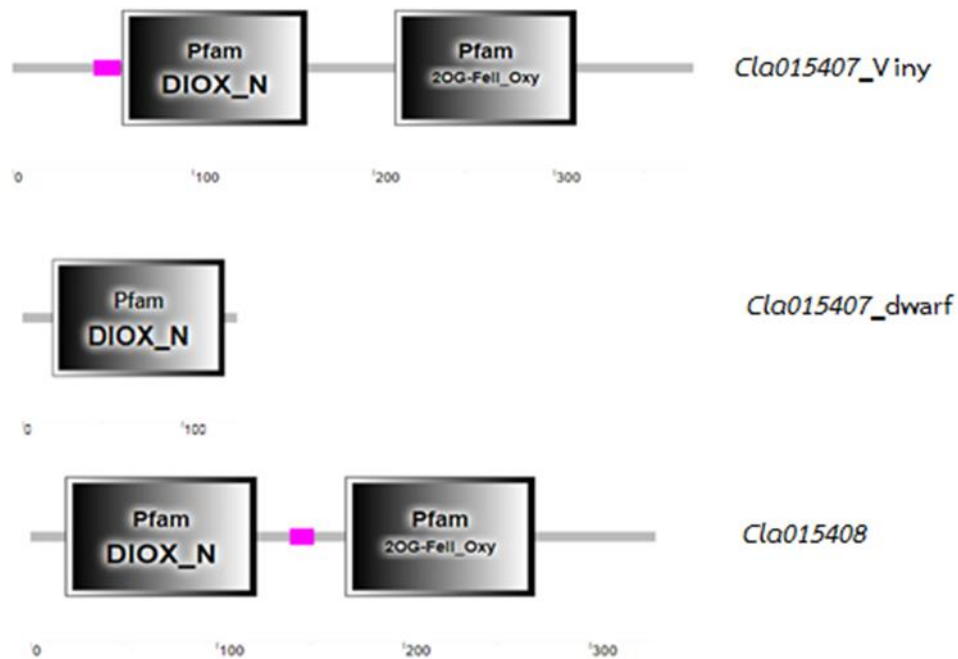 Pfam
DIOX_N
Pfam
2OG-FeII_Oxy
Cla015407_Viny
0 100 200 300
Pfam
DIOX_N
Cla015407_dwarf
0 100
Pfam
DIOX_N
Pfam
2OG-FeII_Oxy
Cla015408
0 100 200 300